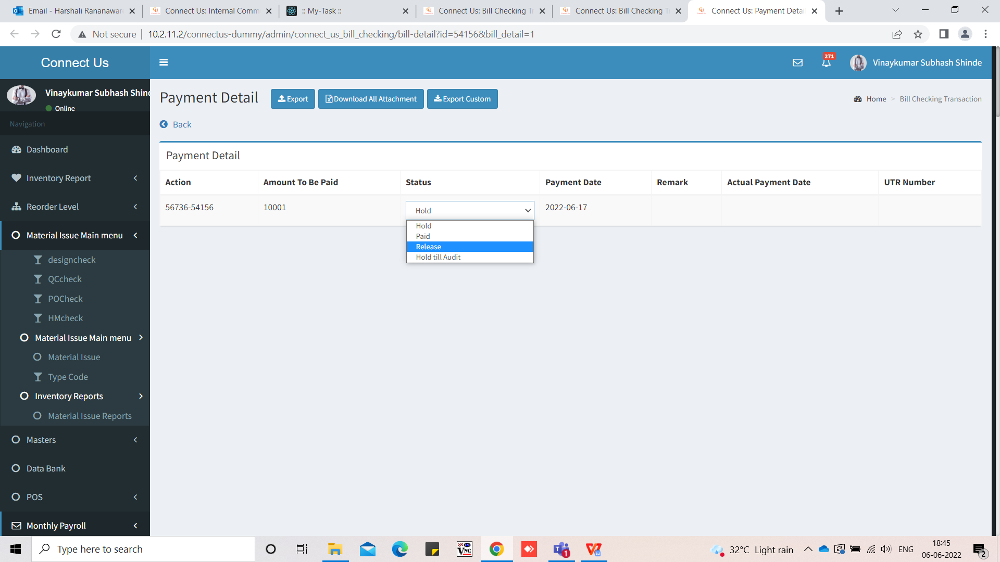 Email - Harshali Rananaware
Connect Us: Internal Comm
:: My-Task ::
Connect Us: Bill Checking Tr
Connect Us: Bill Checking Tr
Connect Us: Payment Detail
Not secure
10.2.11.2/connectus-dummy/admin/connect_us_bill_checking/bill-detail?id=54156&bill_detail=1
Connect Us
271
Vinaykumar Subhash Shinde
Vinaykumar Subhash Shind
Online
Navigation
Dashboard
Inventory Report
Reorder Level
Material Issue Main menu
designcheck
QCcheck
POCheck
HMcheck
Material Issue Main menu
Material Issue
Type Code
Inventory Reports
Material Issue Reports
Masters
Data Bank
POS
Monthly Payroll
Payment Detail
Export
Download All Attachment
Export Custom
Home > Bill Checking Transaction
Back
Payment Detail
Action Amount To Be Paid Status Payment Date Remark Actual Payment Date UTR Number
56736-54156 10001 Hold 2022-06-17
Hold
Paid
Release
Hold till Audit
Type here to search
VNC
1
32°C Light rain
ENG
18:45
06-06-2022
2